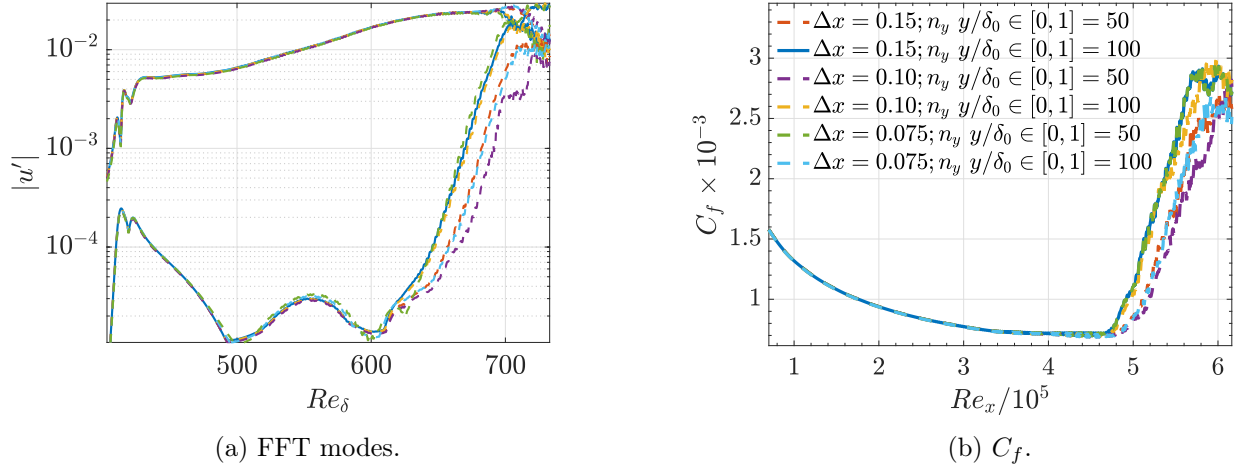 10^{-2}
10^{-3}
10^{-4}
|u′|
500
600
700
Re_δ
(a) FFT modes.
Δx = 0.15; n_y y/δ_0 ∈ [0, 1] = 50
Δx = 0.15; n_y y/δ_0 ∈ [0, 1] = 100
Δx = 0.10; n_y y/δ_0 ∈ [0, 1] = 50
Δx = 0.10; n_y y/δ_0 ∈ [0, 1] = 100
Δx = 0.075; n_y y/δ_0 ∈ [0, 1] = 50
Δx = 0.075; n_y y/δ_0 ∈ [0, 1] = 100
3
2.5
2
1.5
1
C_f × 10^{-3}
1
2
3
4
5
6
Re_x/10^5
(b) C_f.